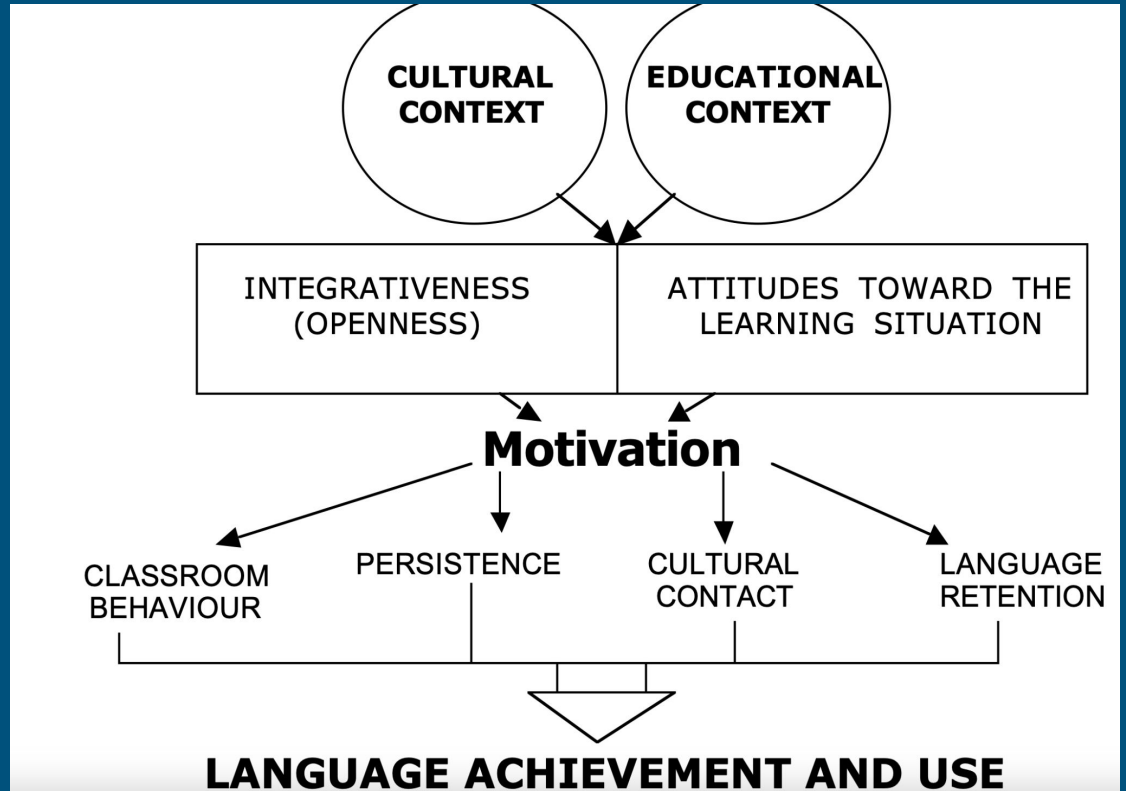 CULTURAL
CONTEXT
EDUCATIONAL
CONTEXT
INTEGRATIVENESS
(OPENNESS)
ATTITUDES TOWARD THE
LEARNING SITUATION
Motivation
CLASSROOM
BEHAVIOUR
PERSISTENCE
CULTURAL
CONTACT
LANGUAGE
RETENTION
LANGUAGE ACHIEVEMENT AND USE